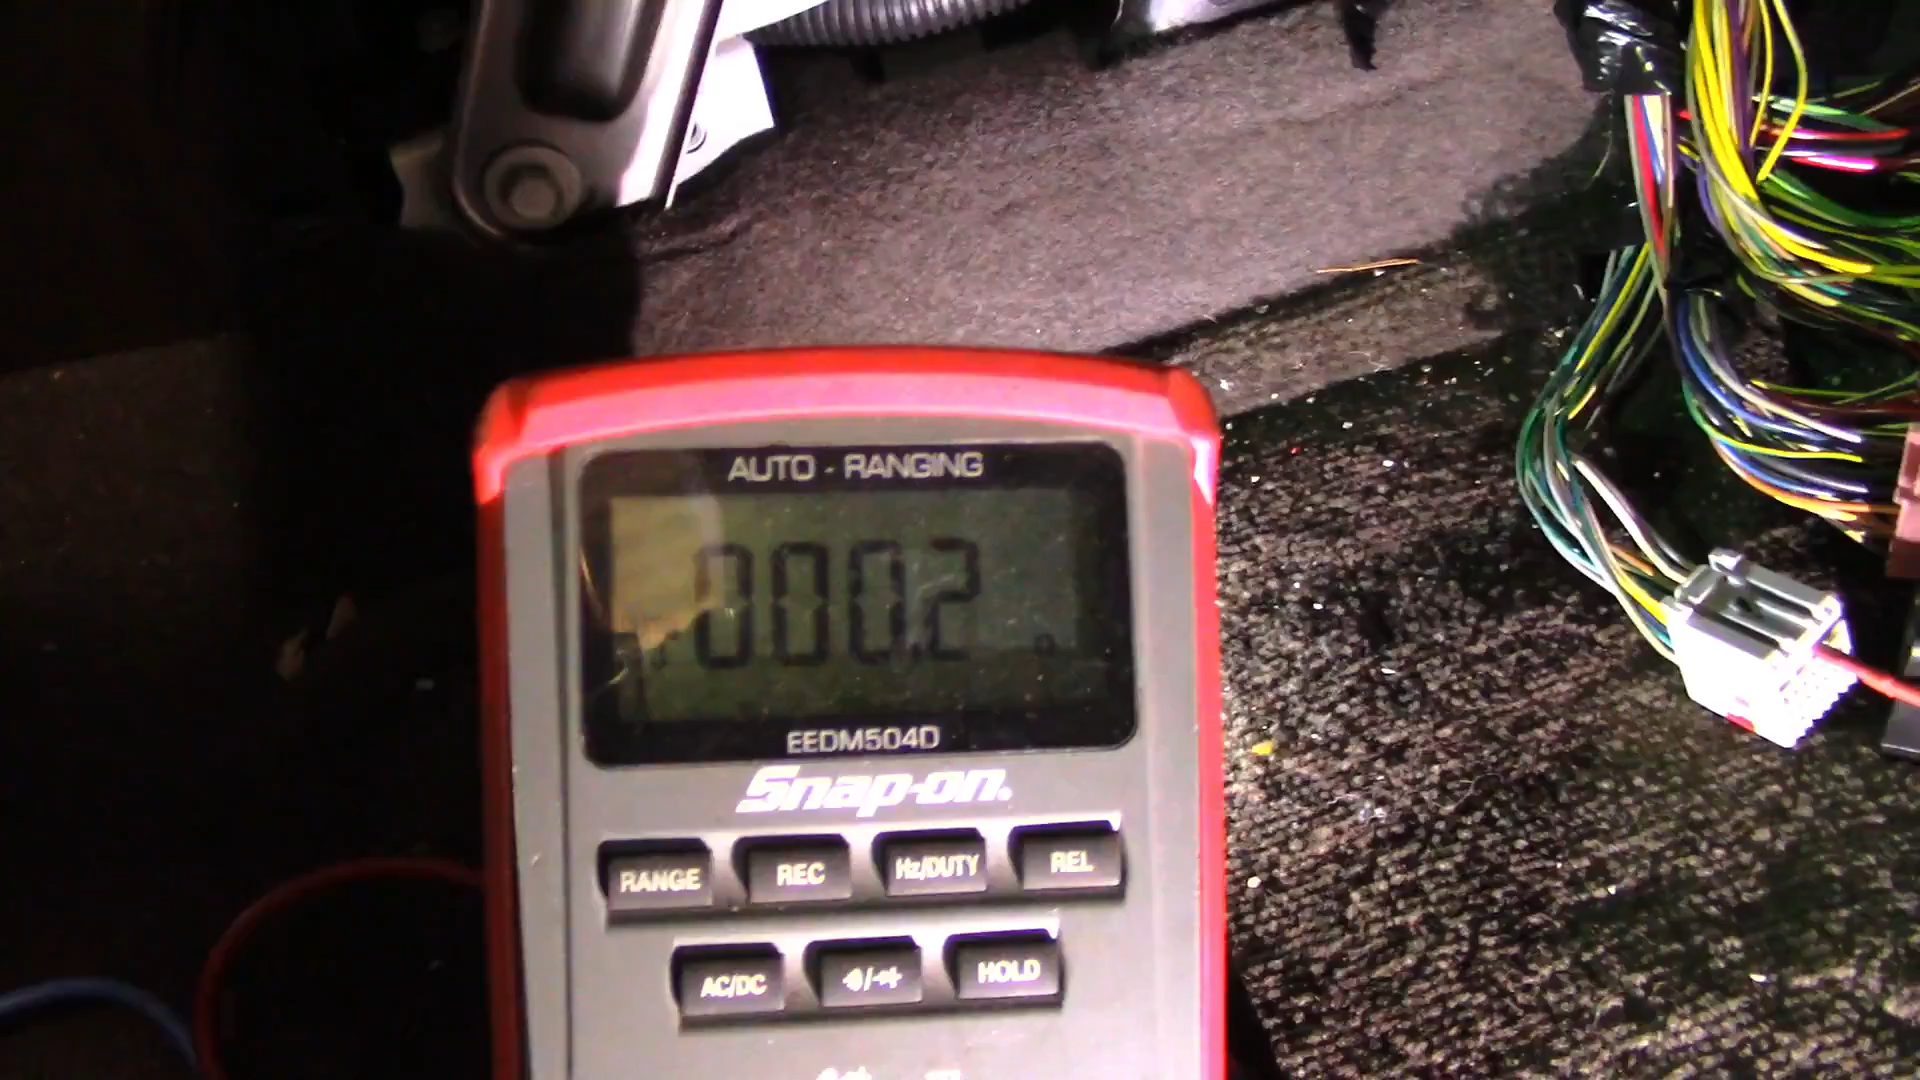 AUTO - RANGING
000.2
EEDM504D
Snap-on.
RANGE REC Hz/DUTY REL
AC/DC HOLD